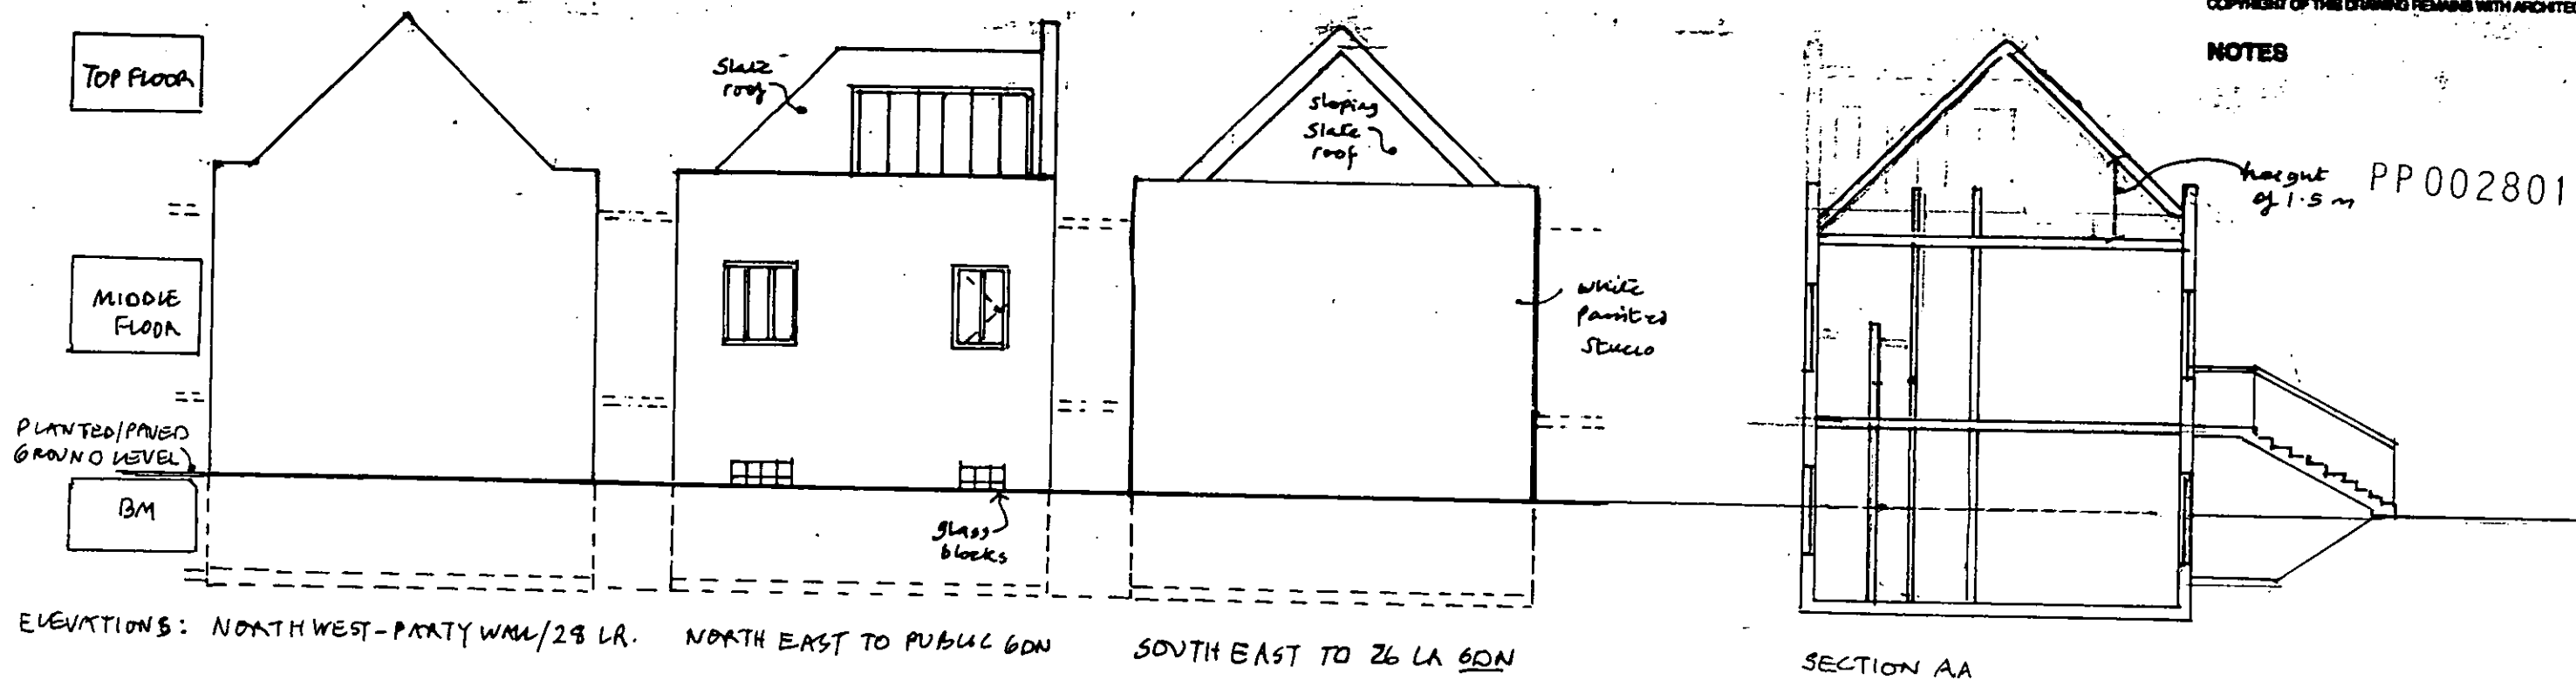 COPYRIGHT OF THIS DRAWING REMAINS WITH ARCHITEC
NOTES
TOP FLOOR
Slate
roof
sloping
slate
roof
height
of 1.5 m
PP002801
MIDDLE
FLOOR
white
painted
stucco
PLANTED/PAVED
GROUND LEVEL
BM
glass
blocks
ELEVATIONS: NORTHWEST-PARTY WALL/28 LR. NORTH EAST TO PUBLIC GDN SOUTH EAST TO 26 LR GDN
SECTION AA